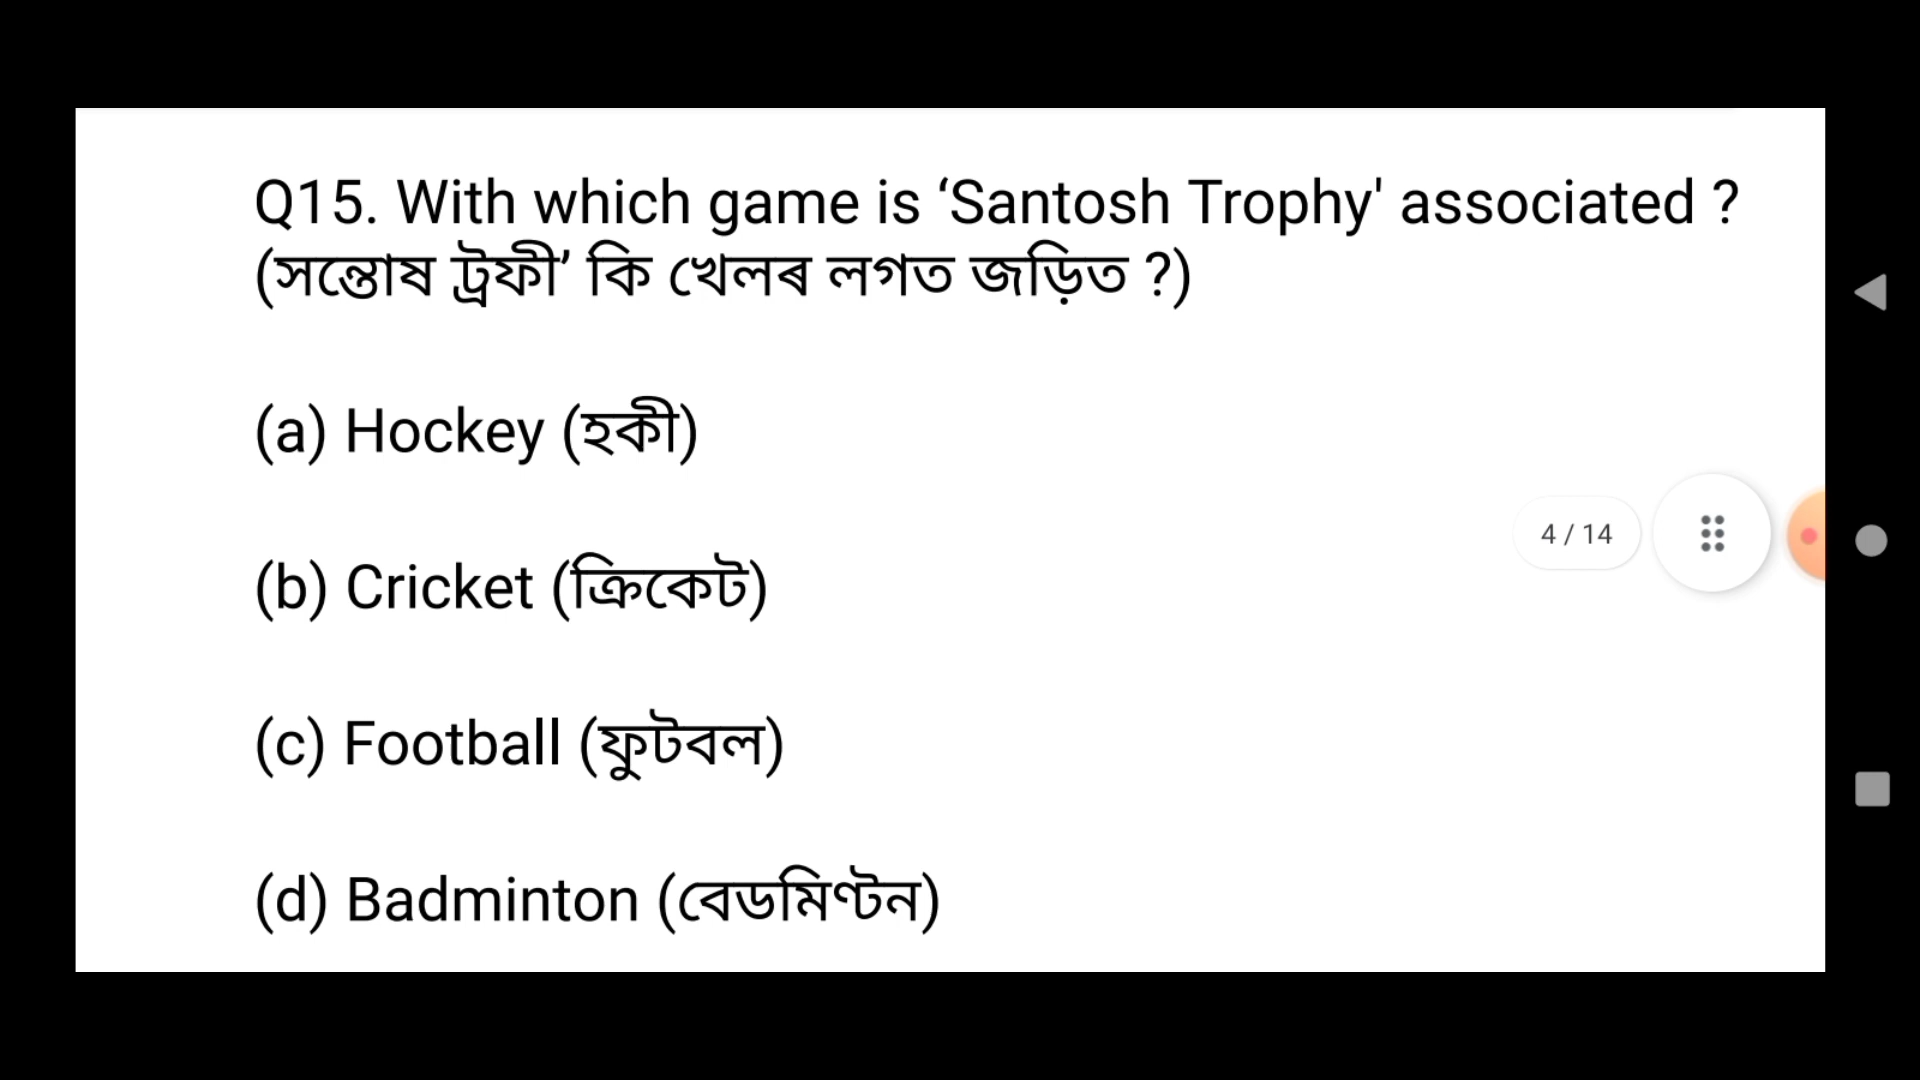 Q15. With which game is ‘Santosh Trophy' associated ?
(সন্তোষ ট্ৰফী’ কি খেলৰ লগত জড়িত ?)
(a) Hockey (হকী)
(b) Cricket (ক্ৰিকেট)
4 / 14
(c) Football (ফুটবল)
(d) Badminton (বেডমিণ্টন)